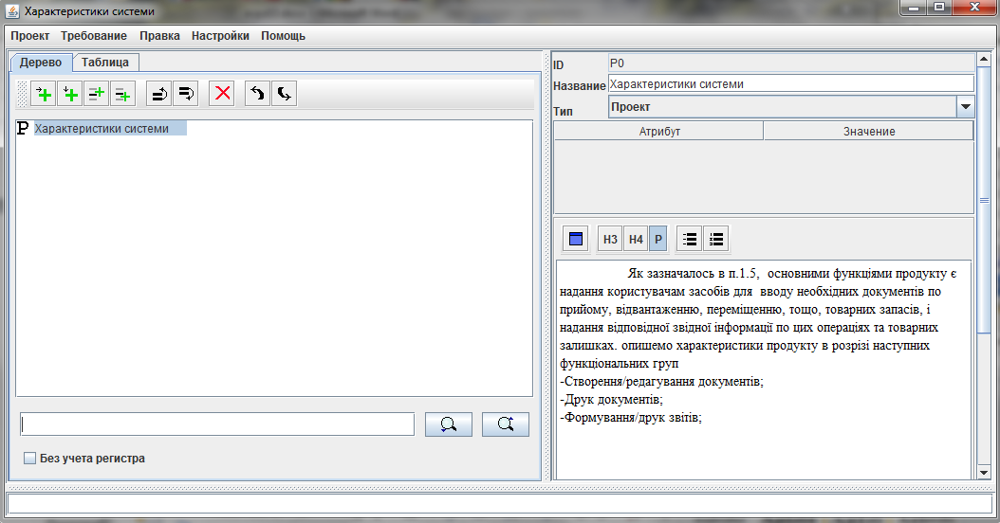 Характеристики системи
Проект Требование Правка Настройки Помощь
Дерево Таблица
P Характеристики системи
Без учета регистра
ID P0
Название Характеристики системи
Тип Проект
Атрибут Значение
H3 H4 P
Як зазначалось в п.1.5, основними функціями продукту є
надання користувачам засобів для вводу необхідних документів по
прийому, відвантаженню, переміщенню, тощо, товарних запасів, і
надання відповідної звідної інформації по цих операціях та товарних
залишках. опишемо характеристики продукту в розрізі наступних
функціональних груп
-Створення/редагування документів;
-Друк документів;
-Формування/друк звітів;